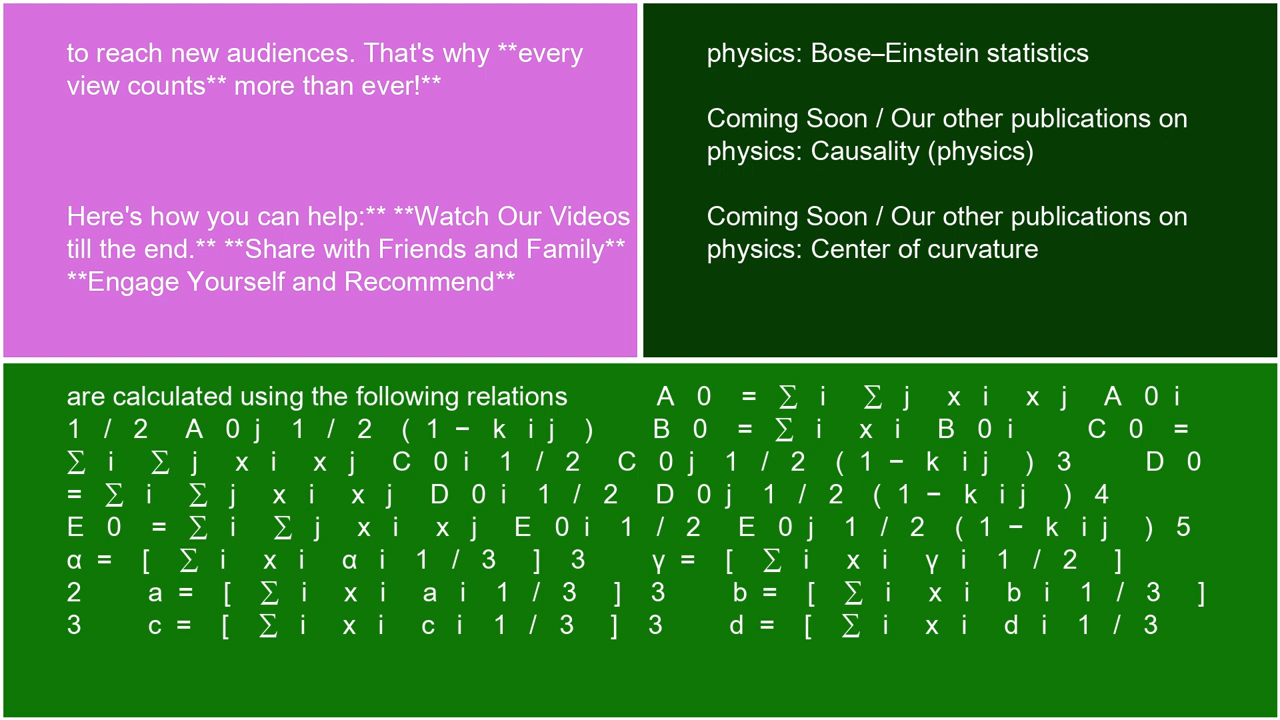 to reach new audiences. That's why **every
view counts** more than ever!**
Here's how you can help:** **Watch Our Videos
till the end.** **Share with Friends and Family**
**Engage Yourself and Recommend**
physics: Bose–Einstein statistics
Coming Soon / Our other publications on
physics: Causality (physics)
Coming Soon / Our other publications on
physics: Center of curvature
are calculated using the following relations A 0 = ∑ i ∑ j x i x j A 0 i
1 / 2 A 0 j 1 / 2 ( 1 − k i j ) B 0 = ∑ i x i B 0 i C 0 =
∑ i ∑ j x i x j C 0 i 1 / 2 C 0 j 1 / 2 ( 1 − k i j ) 3 D 0
= ∑ i ∑ j x i x j D 0 i 1 / 2 D 0 j 1 / 2 ( 1 − k i j ) 4
E 0 = ∑ i ∑ j x i x j E 0 i 1 / 2 E 0 j 1 / 2 ( 1 − k i j ) 5
α = [ ∑ i x i α i 1 / 3 ] 3 γ = [ ∑ i x i γ i 1 / 2 ]
2 a = [ ∑ i x i a i 1 / 3 ] 3 b = [ ∑ i x i b i 1 / 3 ]
3 c = [ ∑ i x i c i 1 / 3 ] 3 d = [ ∑ i x i d i 1 / 3